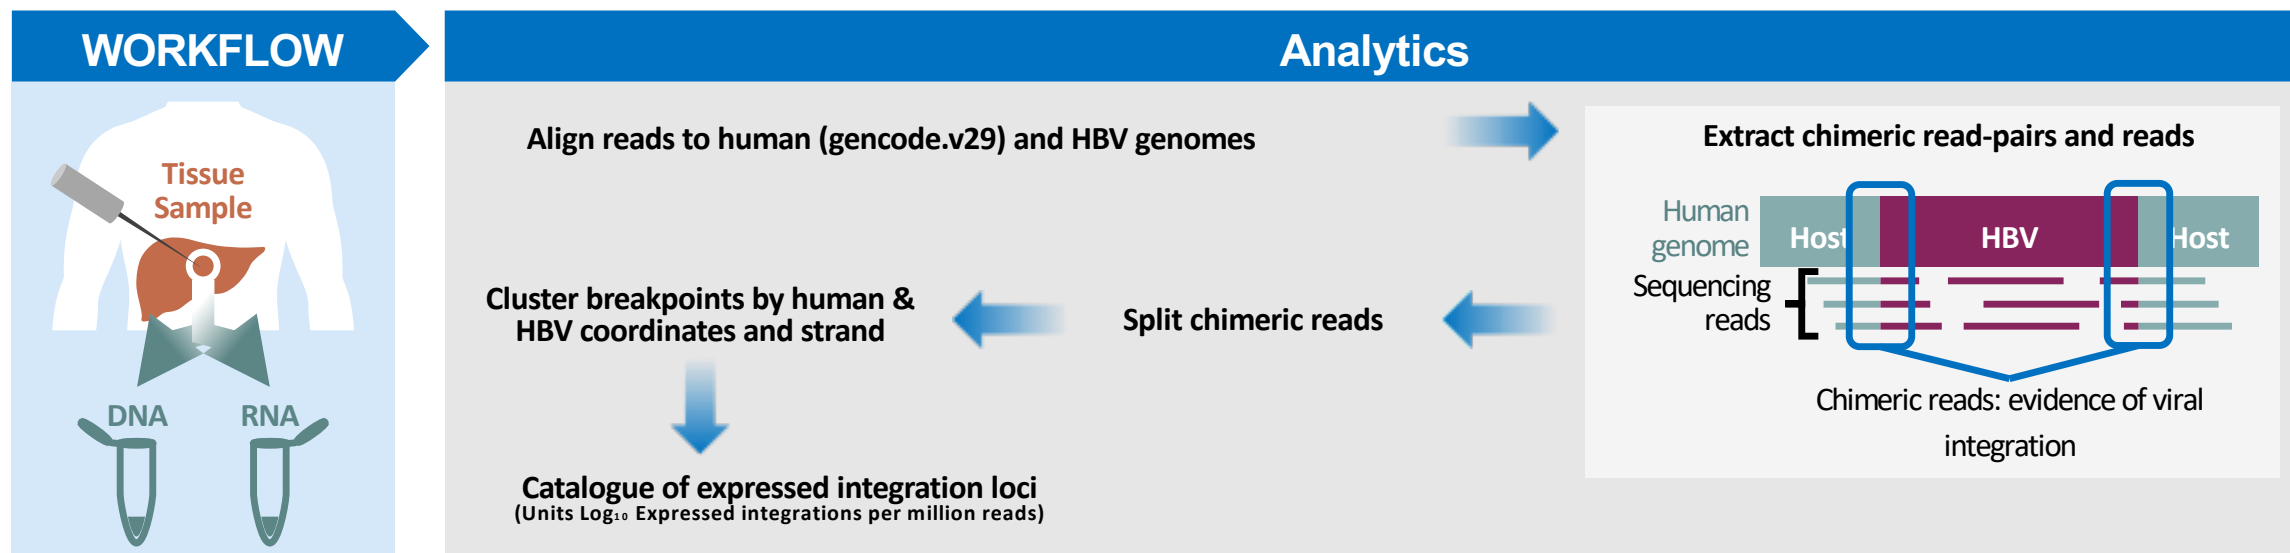 WORKFLOW
Analytics
Tissue
Sample
DNA
RNA
Align reads to human (gencode.v29) and HBV genomes
Extract chimeric read-pairs and reads
Human
genome
Host
HBV
Host
Sequencing
reads
Chimeric reads: evidence of viral
integration
Split chimeric reads
Cluster breakpoints by human &
HBV coordinates and strand
Catalogue of expressed integration loci
(Units Log₁₀ Expressed integrations per million reads)